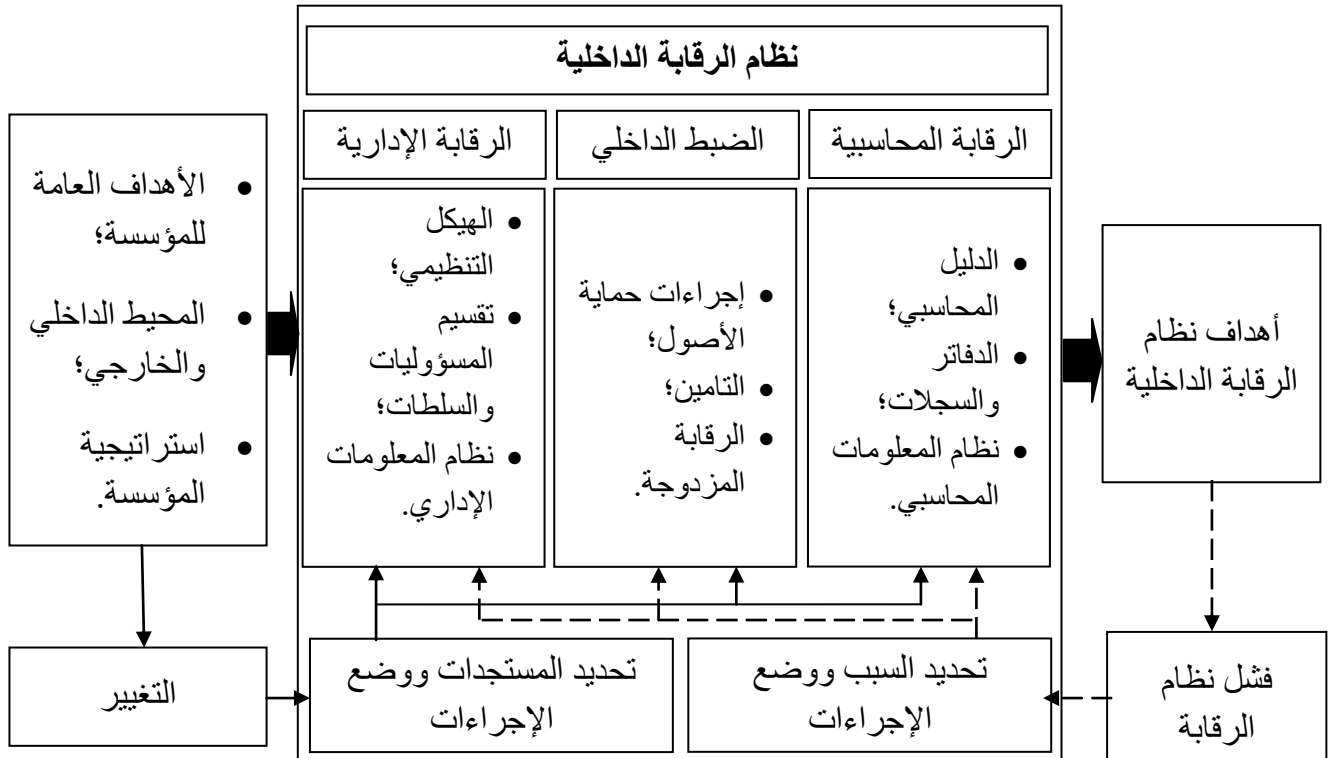 نظام الرقابة الداخلية
الرقابة المحاسبية
الضبط الداخلي
الرقابة الإدارية
• الدليل
المحاسبي؛
• الدفاتر
والسجلات؛
• نظام المعلومات
المحاسبي.
• إجراءات حماية
الأصول؛
• التامين؛
• الرقابة
المزدوجة.
• الهيكل
التنظيمي؛
• تقسيم
المسؤوليات
والسلطات؛
• نظام المعلومات
الإداري.
• الأهداف العامة
للمؤسسة؛
• المحيط الداخلي
والخارجي؛
• استراتيجية
المؤسسة.
أهداف نظام
الرقابة الداخلية
فشل نظام
الرقابة
تحديد السبب ووضع
الإجراءات
تحديد المستجدات ووضع
الإجراءات
التغيير